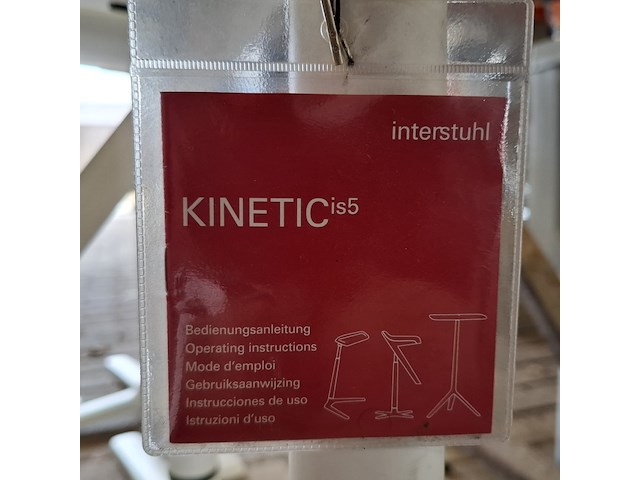 interstuhl
KINETICis5
Bedienungsanleitung
Operating instructions
Mode d'emploi
Gebruiksaanwijzing
Instrucciones de uso
Istruzioni d'uso